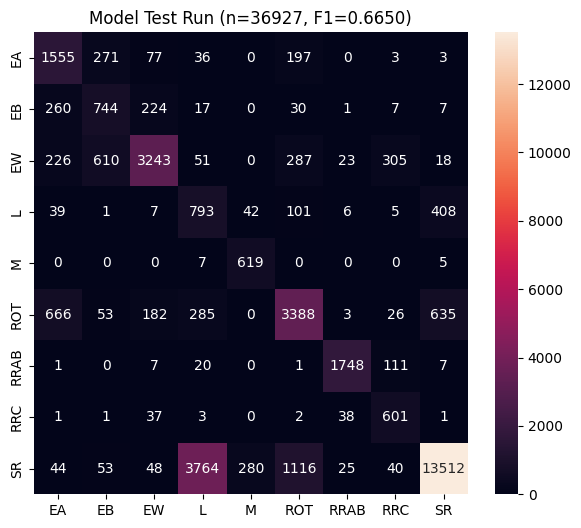 Model Test Run (n=36927, F1=0.6650)
EA 1555 271 77 36 0 197 0 3 3
EB 260 744 224 17 0 30 1 7 7
EW 226 610 3243 51 0 287 23 305 18
L 39 1 7 793 42 101 6 5 408
M 0 0 0 7 619 0 0 0 5
ROT 666 53 182 285 0 3388 3 26 635
RRAB 1 0 7 20 0 1 1748 111 7
RRC 1 1 37 3 0 2 38 601 1
SR 44 53 48 3764 280 1116 25 40 13512
EA EB EW L M ROT RRAB RRC SR
12000
10000
8000
6000
4000
2000
0